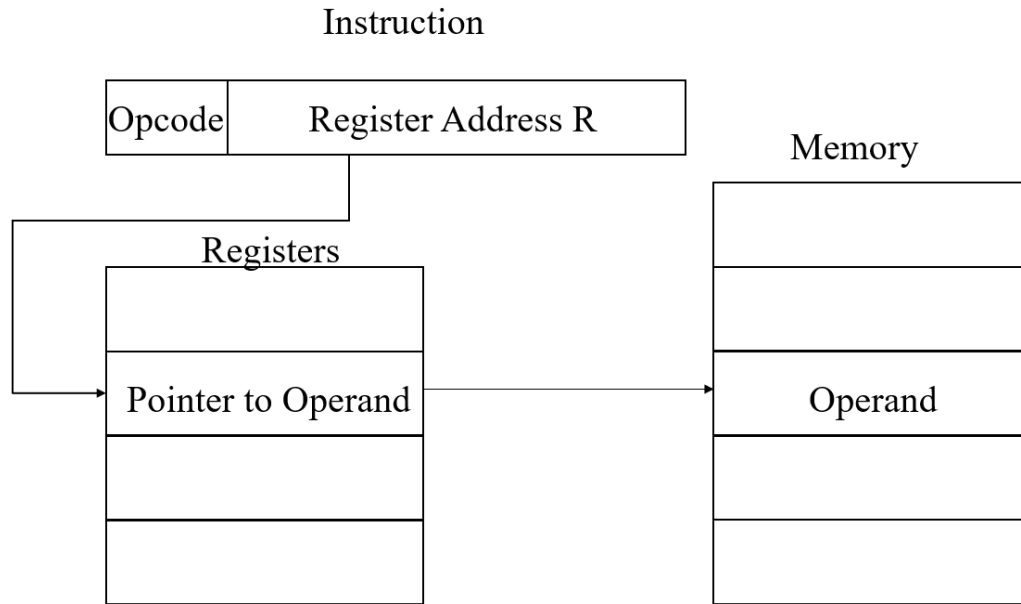 Instruction
Opcode Register Address R
Memory
Registers
Pointer to Operand Operand